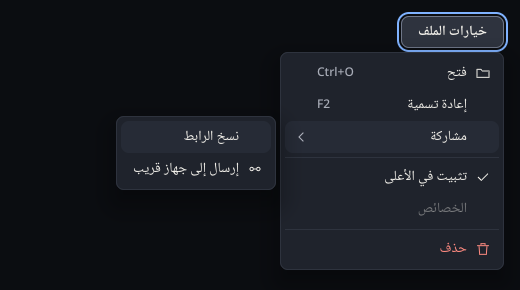 خيارات الملف
فتح Ctrl+O
إعادة تسمية F2
مشاركة
نسخ الرابط
إرسال إلى جهاز قريب
تثبيت في الأعلى
الخصائص
حذف